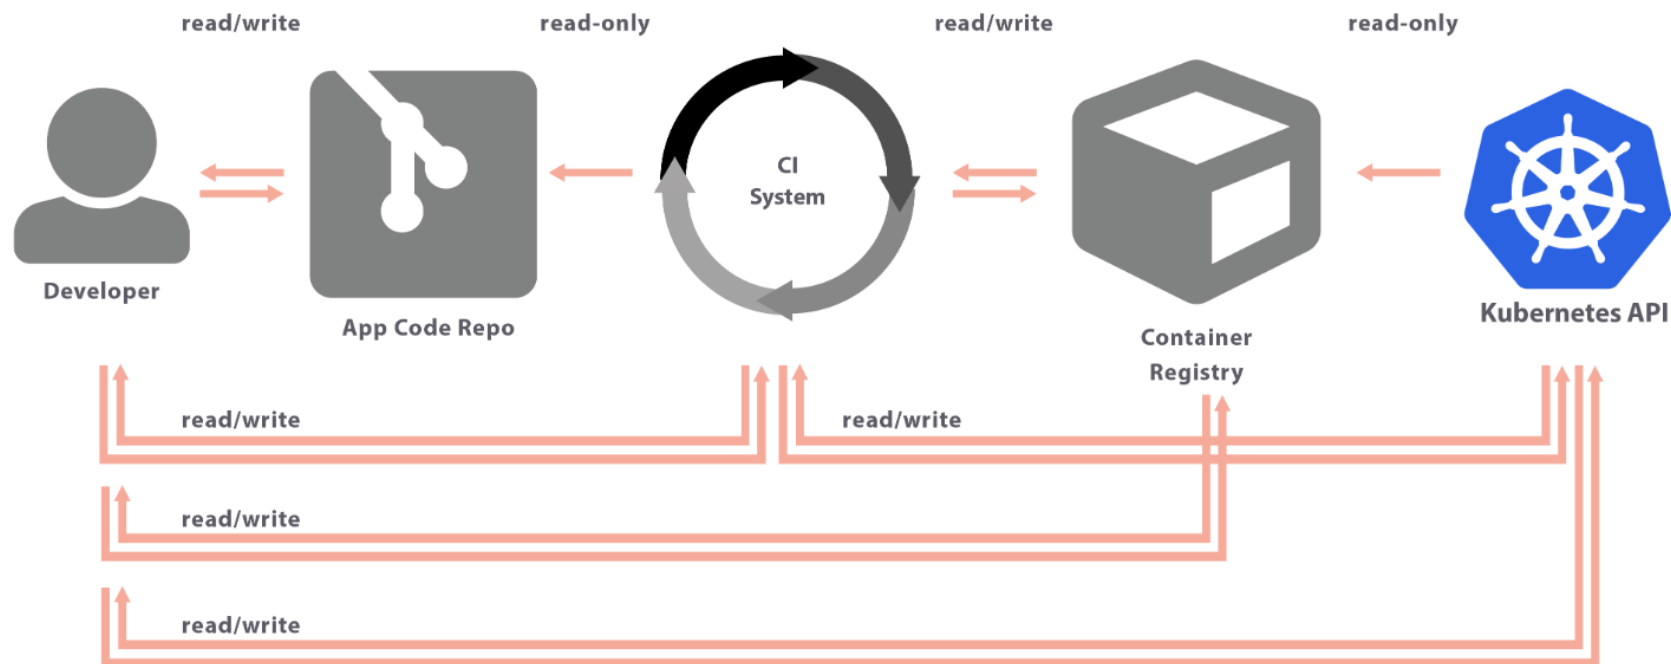 read/write
read-only
read/write
read-only
CI
System
Developer
App Code Repo
Container
Registry
Kubernetes API
read/write
read/write
read/write
read/write